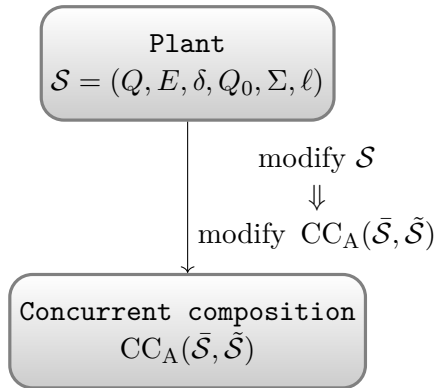 Plant
𝒮 = (Q, E, δ, Q₀, Σ, ℓ)
modify 𝒮
⇓
modify CC_A(𝒮̄, 𝒮̃)
Concurrent composition
CC_A(𝒮̄, 𝒮̃)